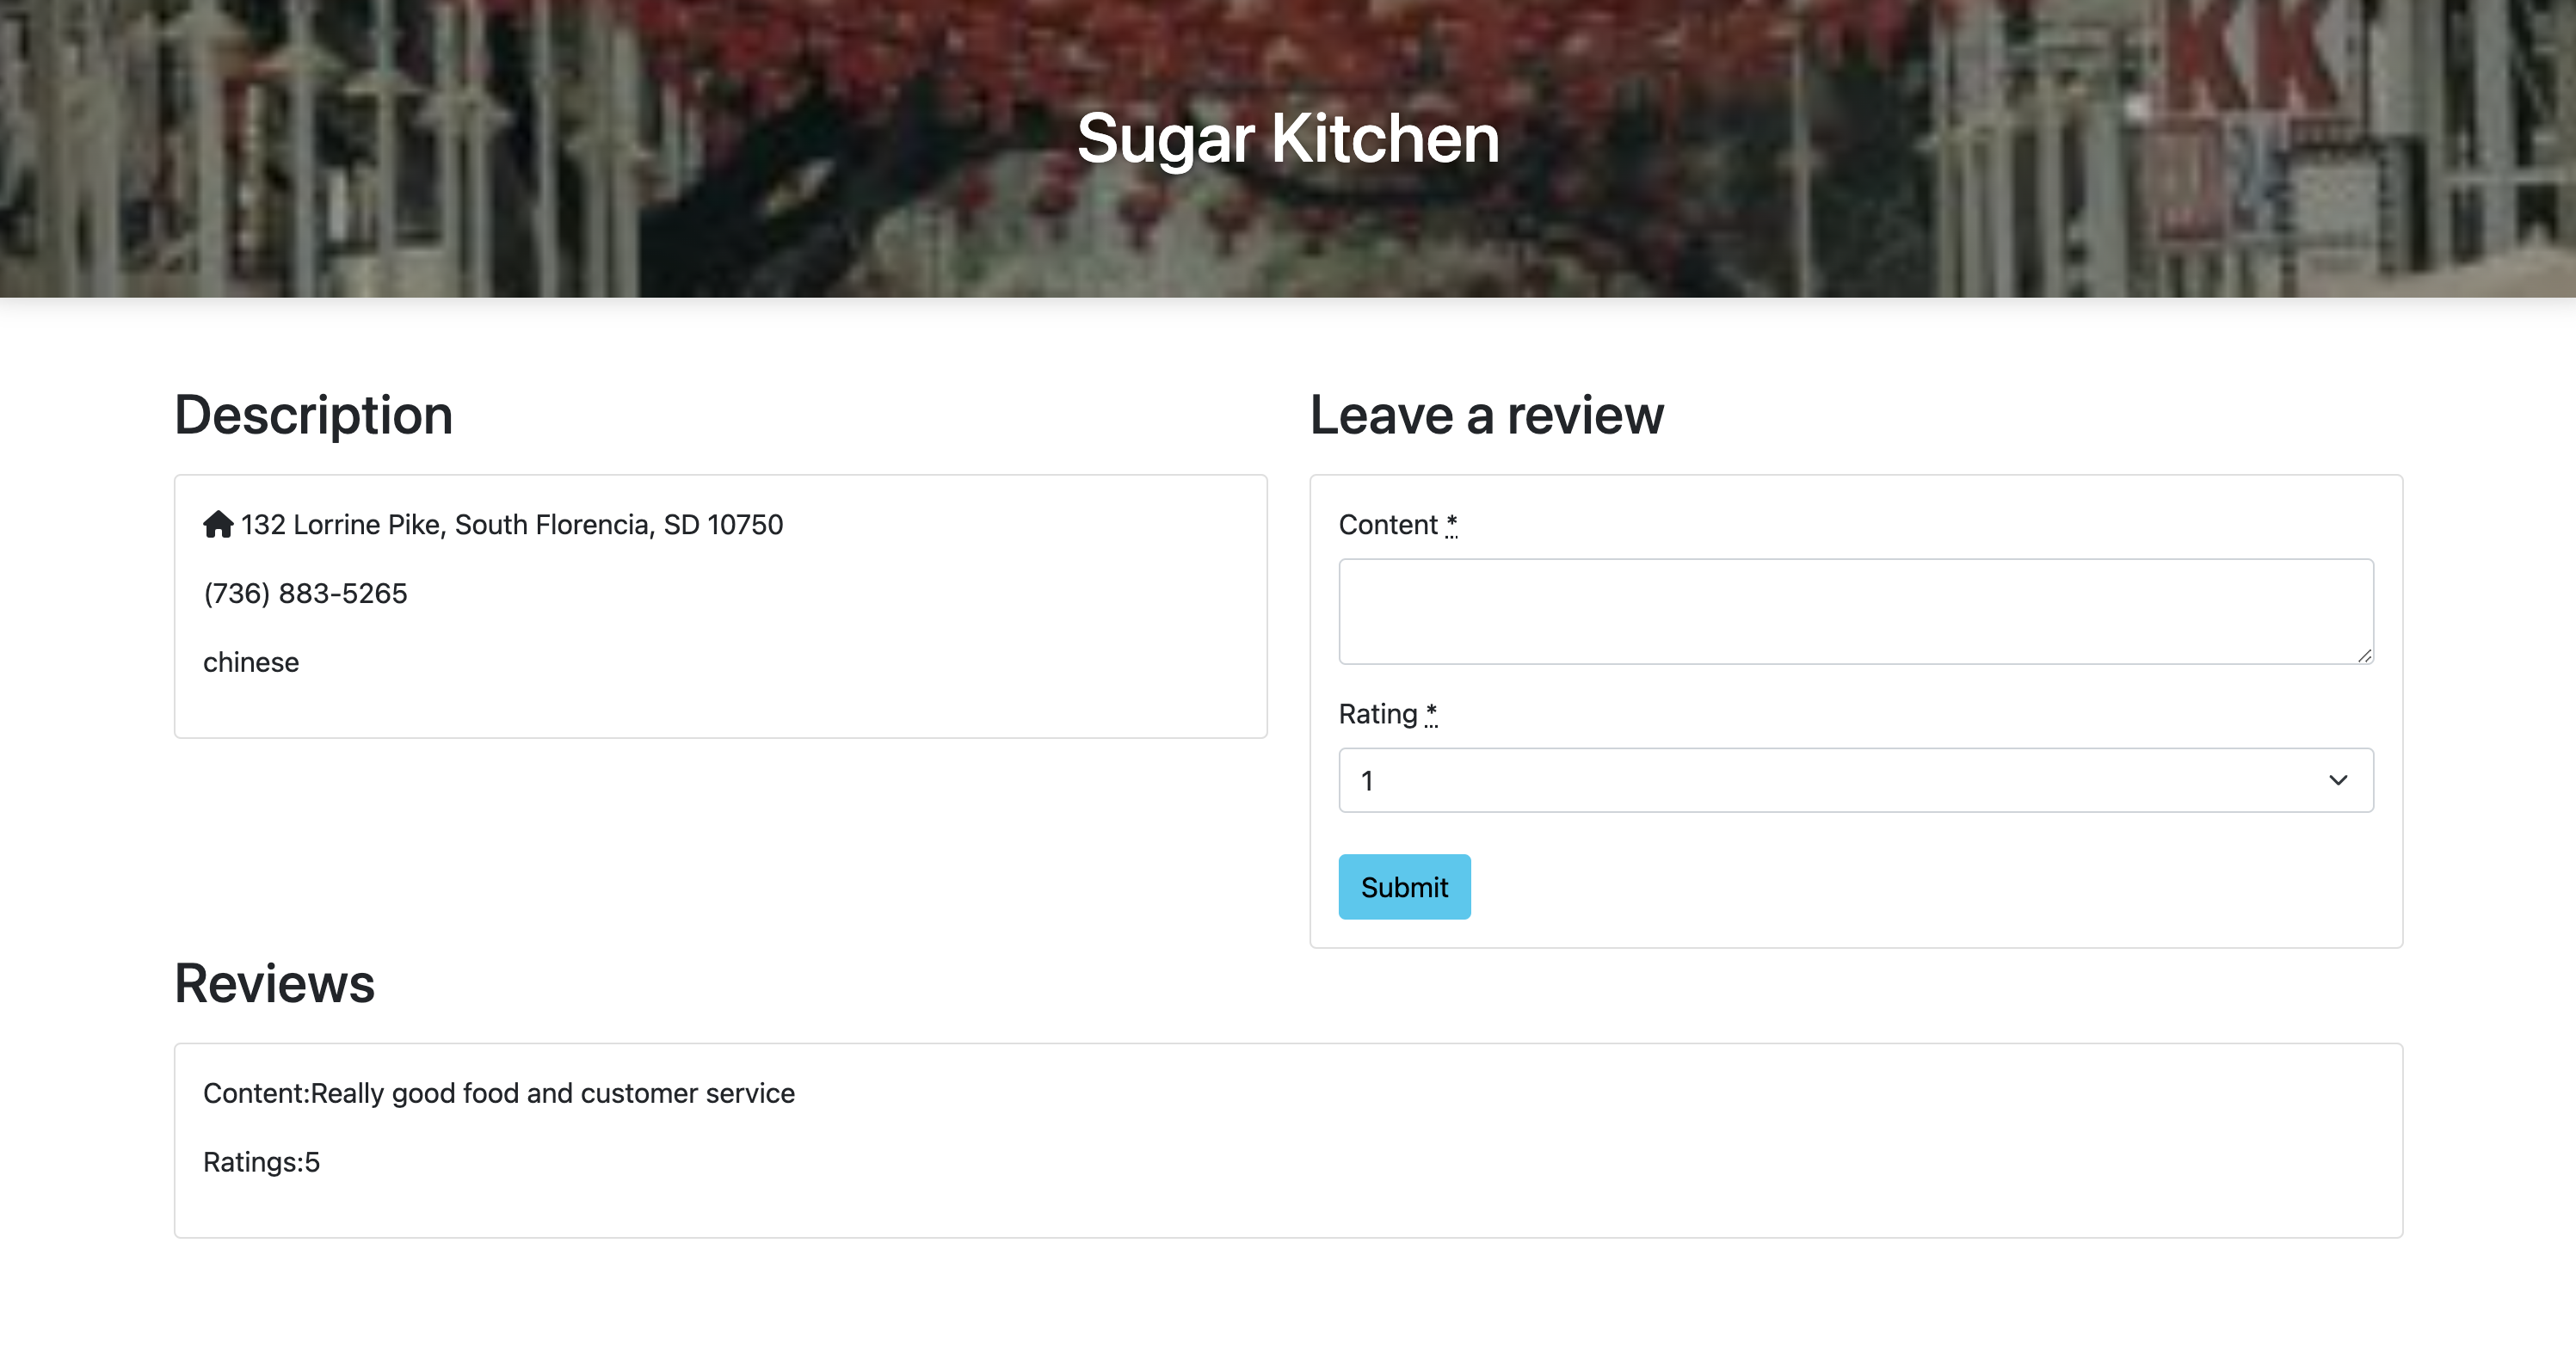 KK
Sugar Kitchen
Description
132 Lorrine Pike, South Florencia, SD 10750
(736) 883-5265
chinese
Leave a review
Content *
Rating *
1
Submit
Reviews
Content:Really good food and customer service
Ratings:5